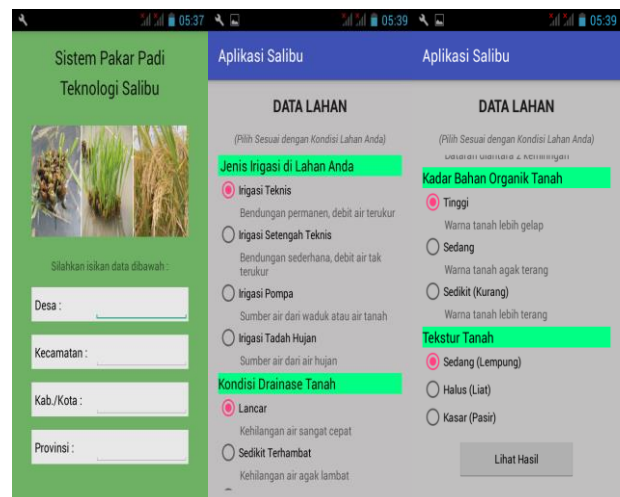 05:37
Sistem Pakar Padi
Teknologi Salibu
Silahkan isikan data dibawah :
Desa :
Kecamatan :
Kab./Kota :
Provinsi :
05:39
Aplikasi Salibu
DATA LAHAN
(Pilih Sesuai dengan Kondisi Lahan Anda)
Jenis Irigasi di Lahan Anda
Irigasi Teknis
Bendungan permanen, debit air terukur
Irigasi Setengah Teknis
Bendungan sederhana, debit air tak
terukur
Irigasi Pompa
Sumber air dari waduk atau air tanah
Irigasi Tadah Hujan
Sumber air dari air hujan
Kondisi Drainase Tanah
Lancar
Kehilangan air sangat cepat
Sedikit Terhambat
Kehilangan air agak lambat
05:39
Aplikasi Salibu
DATA LAHAN
(Pilih Sesuai dengan Kondisi Lahan Anda)
Dataran diantara 2 kemiringan
Kadar Bahan Organik Tanah
Tinggi
Warna tanah lebih gelap
Sedang
Warna tanah agak terang
Sedikit (Kurang)
Warna tanah lebih terang
Tekstur Tanah
Sedang (Lempung)
Halus (Liat)
Kasar (Pasir)
Lihat Hasil